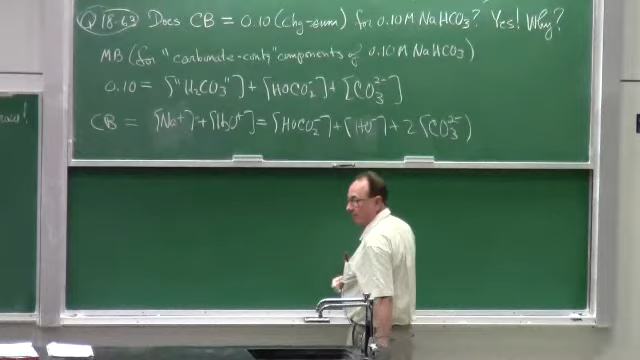 Q 18-63 Does CB = 0.10 (chg-sum) for 0.10M NaHCO₃? Yes! Why?
MB (for "carbonate-cont'g" components of 0.10 M NaHCO₃)
0.10 = ["H₂CO₃"] + [HOCO₂⁻] + [CO₃²⁻]
CB = [Na⁺] + [H₃O⁺] = [HOCO₂⁻] + [HO⁻] + 2 [CO₃²⁻]